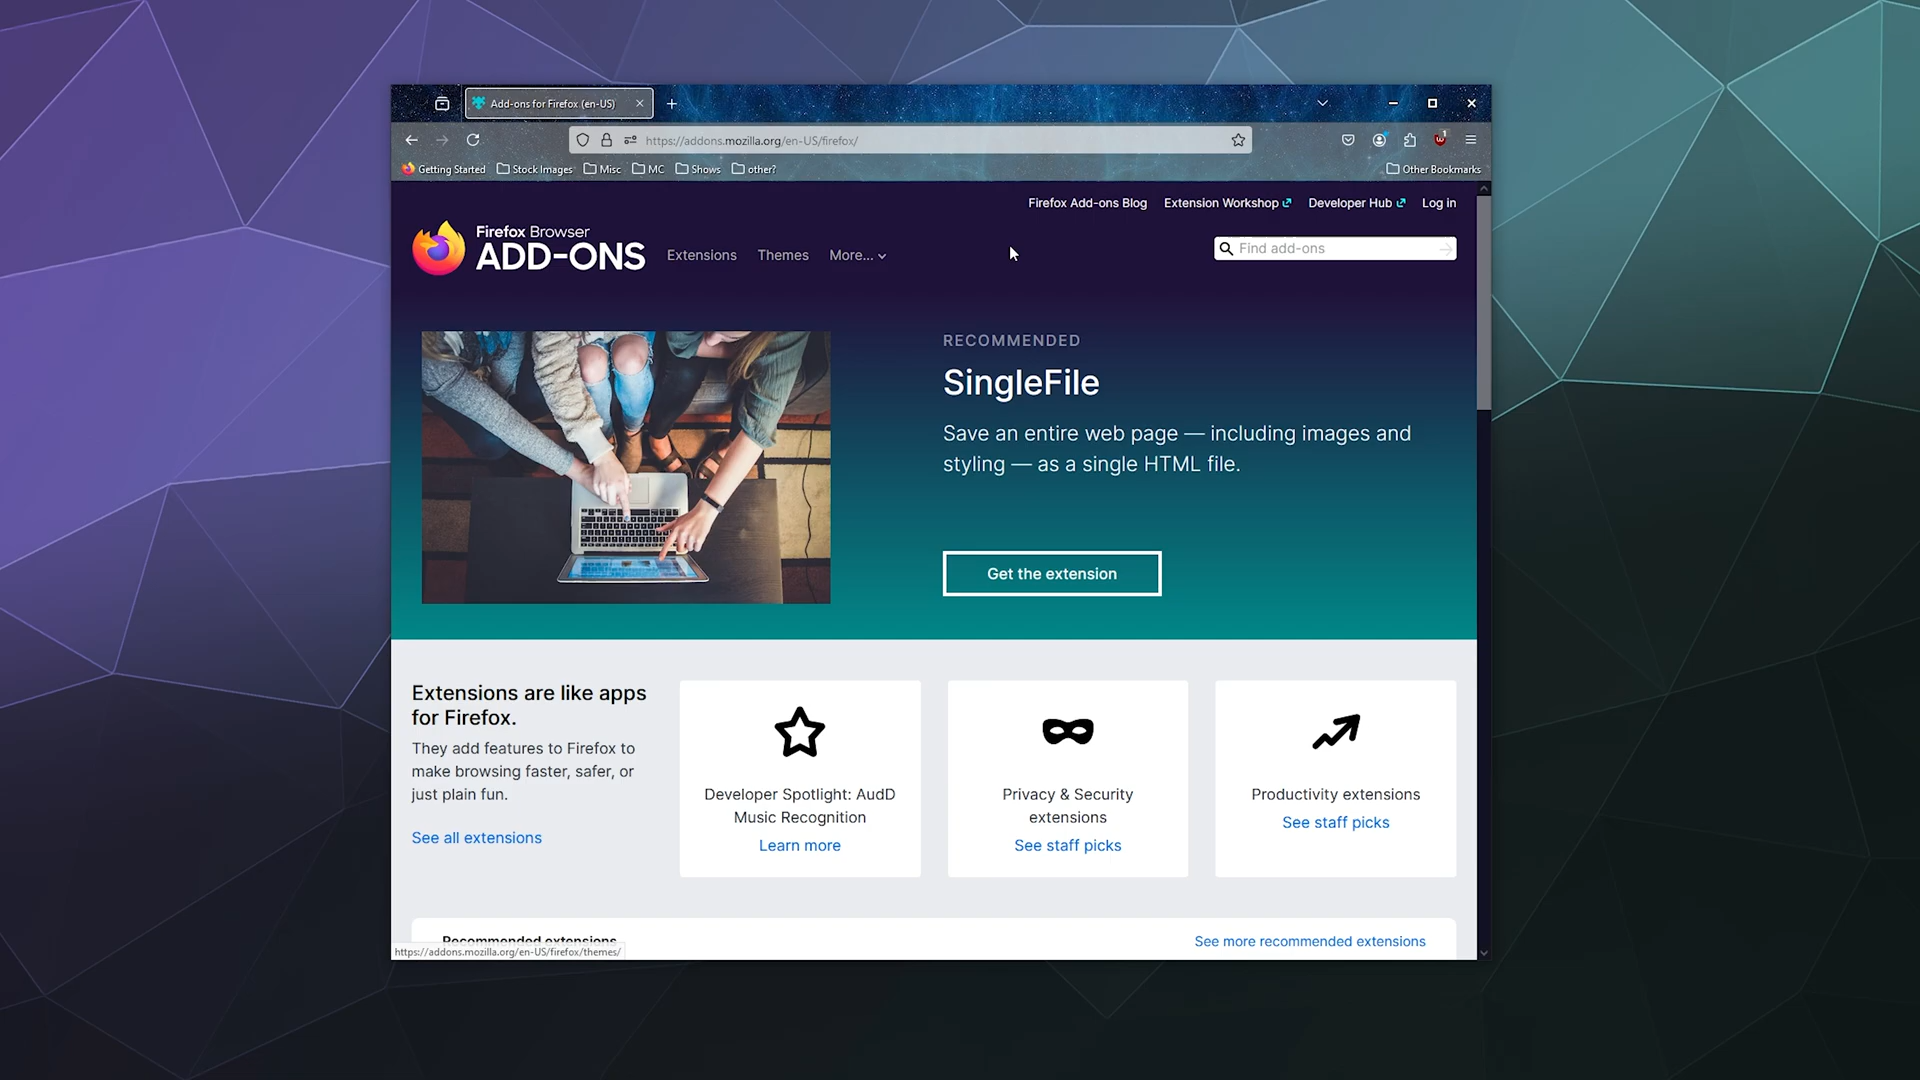 Add-ons for Firefox (en-US)
https://addons.mozilla.org/en-US/firefox/
1
Getting Started
Stock Images
Misc
MC
Shows
other?
Other Bookmarks
Firefox Add-ons Blog
Extension Workshop
Developer Hub
Log in
Firefox Browser
ADD-ONS
Extensions
Themes
More...
Find add-ons
RECOMMENDED
SingleFile
Save an entire web page — including images and
styling — as a single HTML file.
Get the extension
Extensions are like apps
for Firefox.
They add features to Firefox to
make browsing faster, safer, or
just plain fun.
See all extensions
Developer Spotlight: AudD
Music Recognition
Learn more
Privacy & Security
extensions
See staff picks
Productivity extensions
See staff picks
Recommended extensions
See more recommended extensions
https://addons.mozilla.org/en-US/firefox/themes/